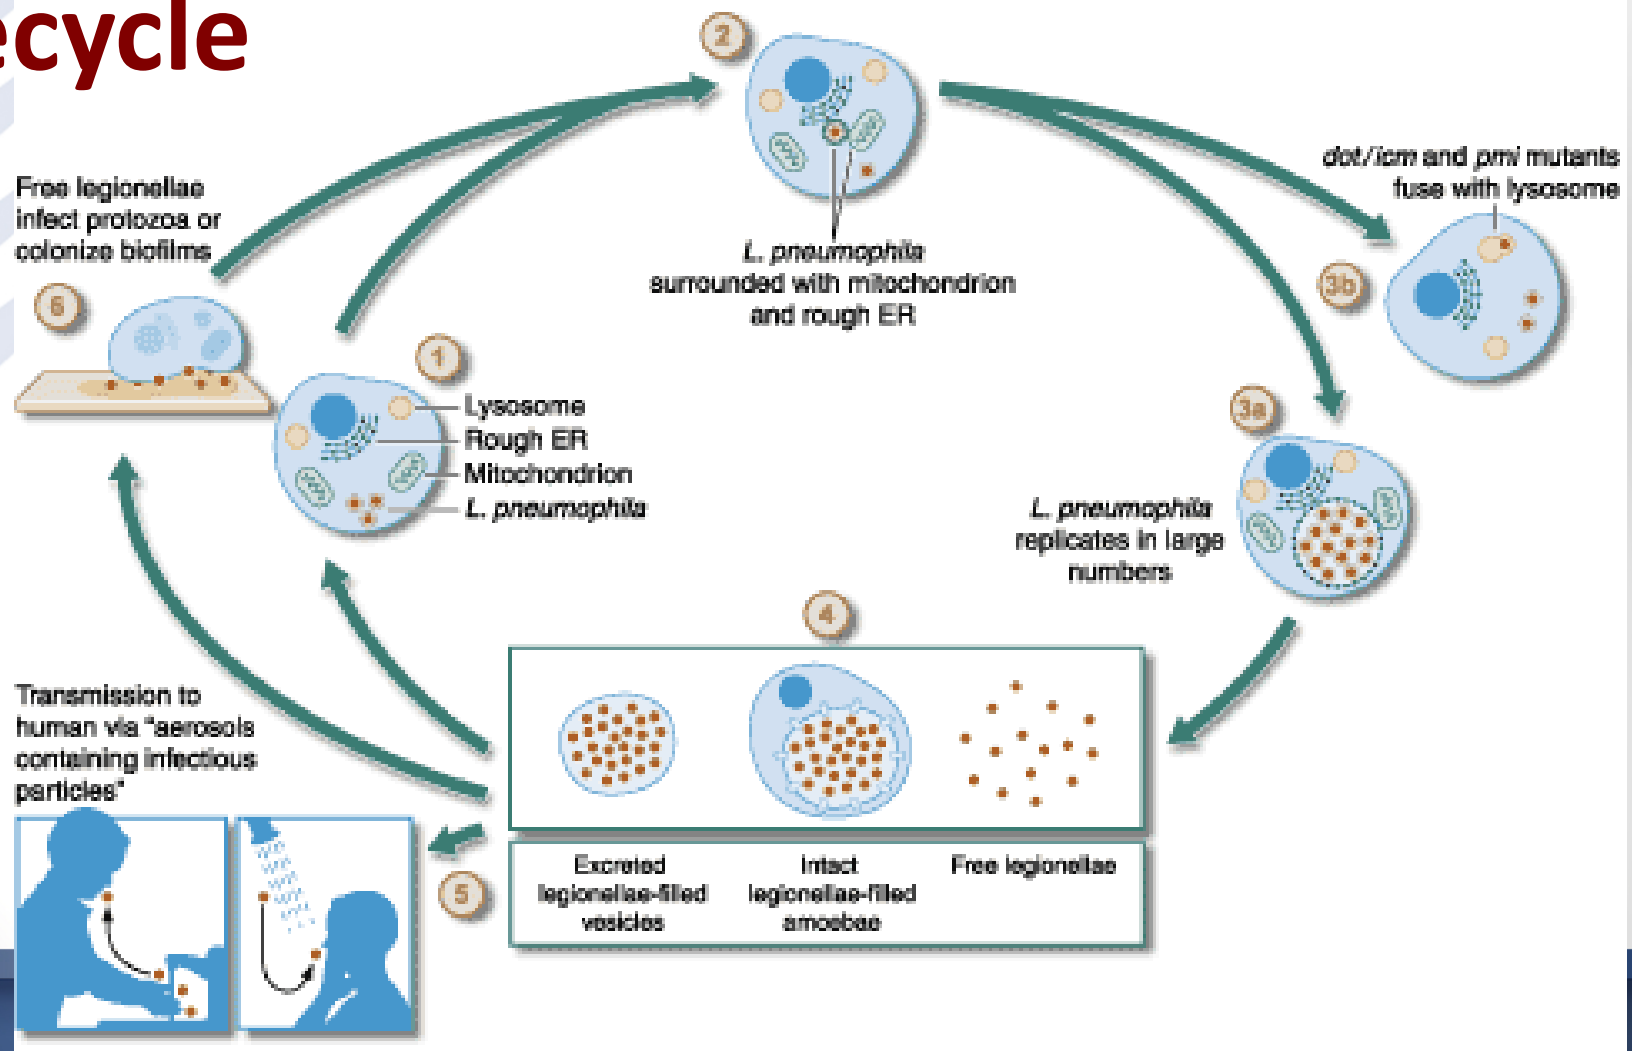 ecycle
2
dot/icm and pmi mutants
fuse with lysosome
Free legionellae
infect protozoa or
colonize biofilms
L. pneumophila
surrounded with mitochondrion
and rough ER
3b
6
1
Lysosome
Rough ER
Mitochondrion
L. pneumophila
3a
L. pneumophila
replicates in large
numbers
4
Transmission to
human via "aerosols
containing infectious
particles"
5
Excreted
legionellae-filled
vesicles
Intact
legionellae-filled
amoebae
Free legionellae